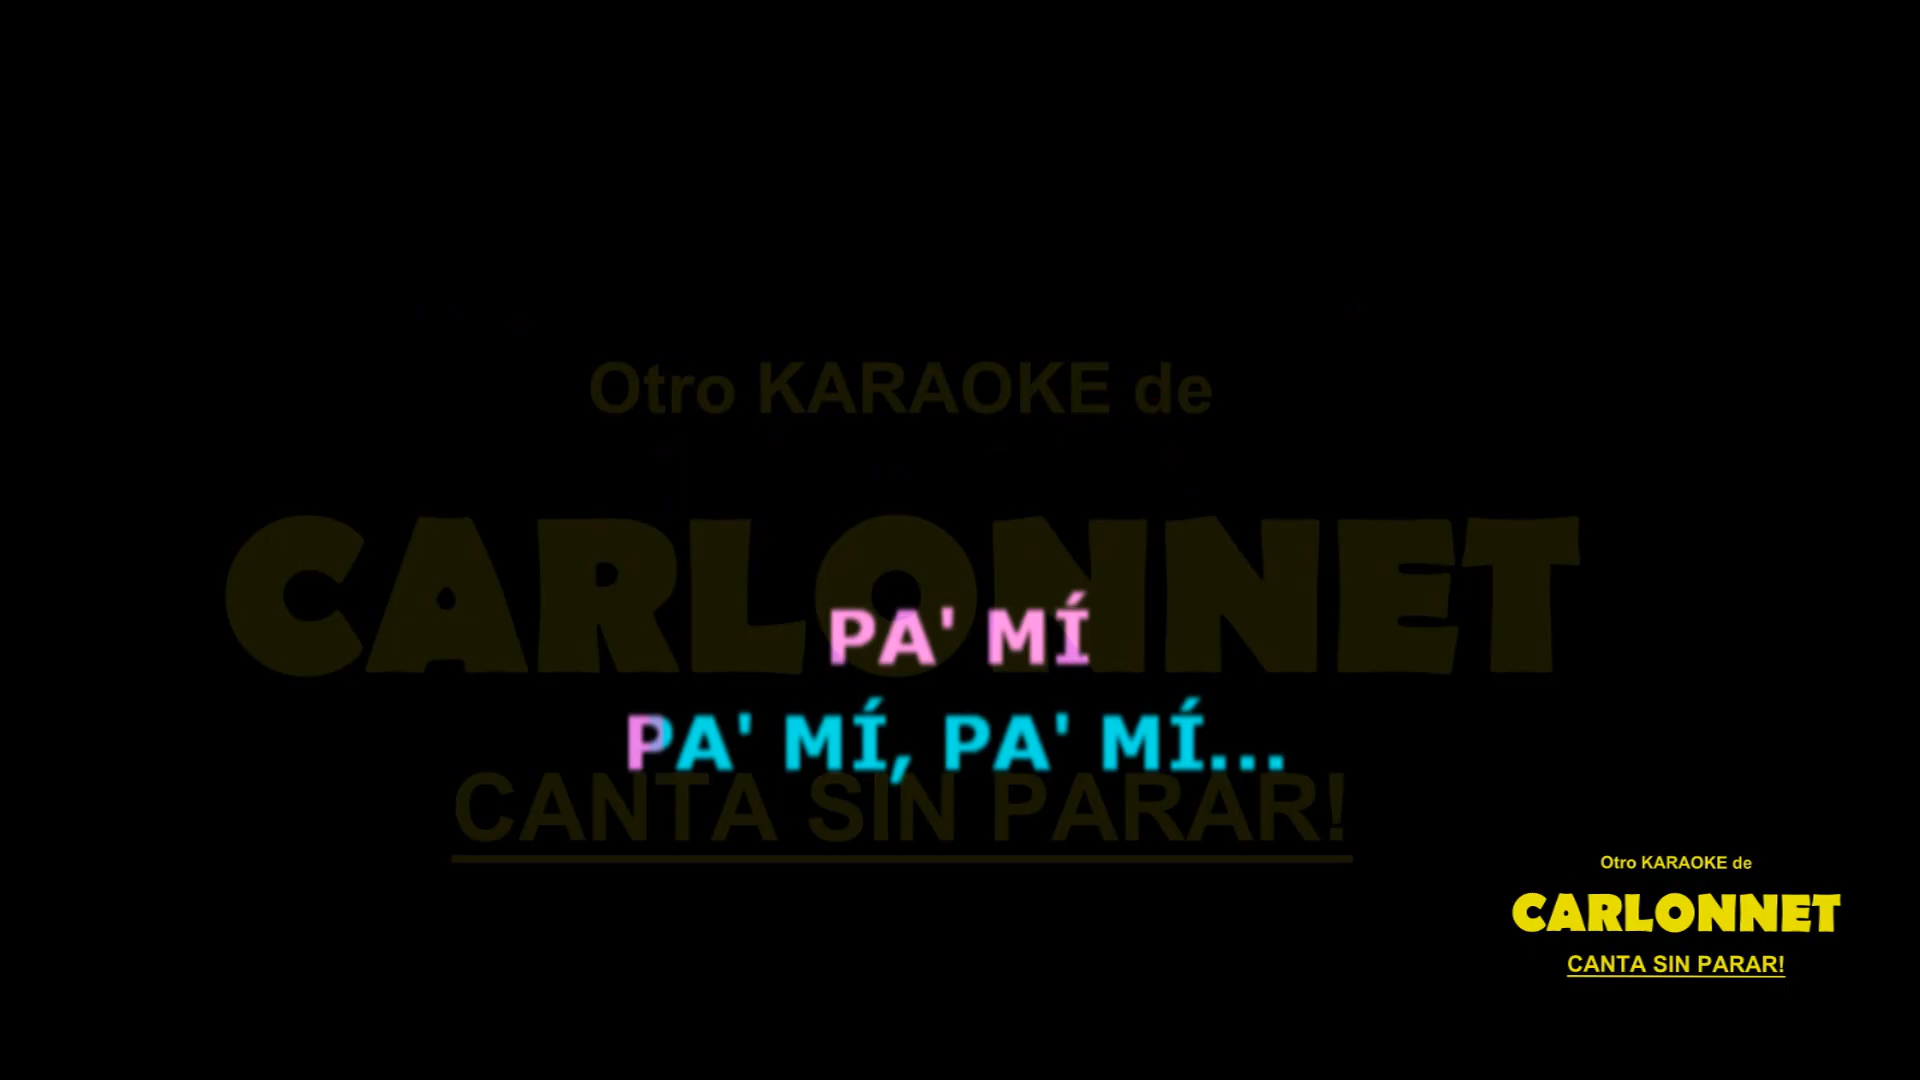 Otro KARAOKE de
CARLONNET
PA' MÍ
PA' MÍ, PA' MÍ...
CANTA SIN PARAR!
Otro KARAOKE de
CARLONNET
CANTA SIN PARAR!